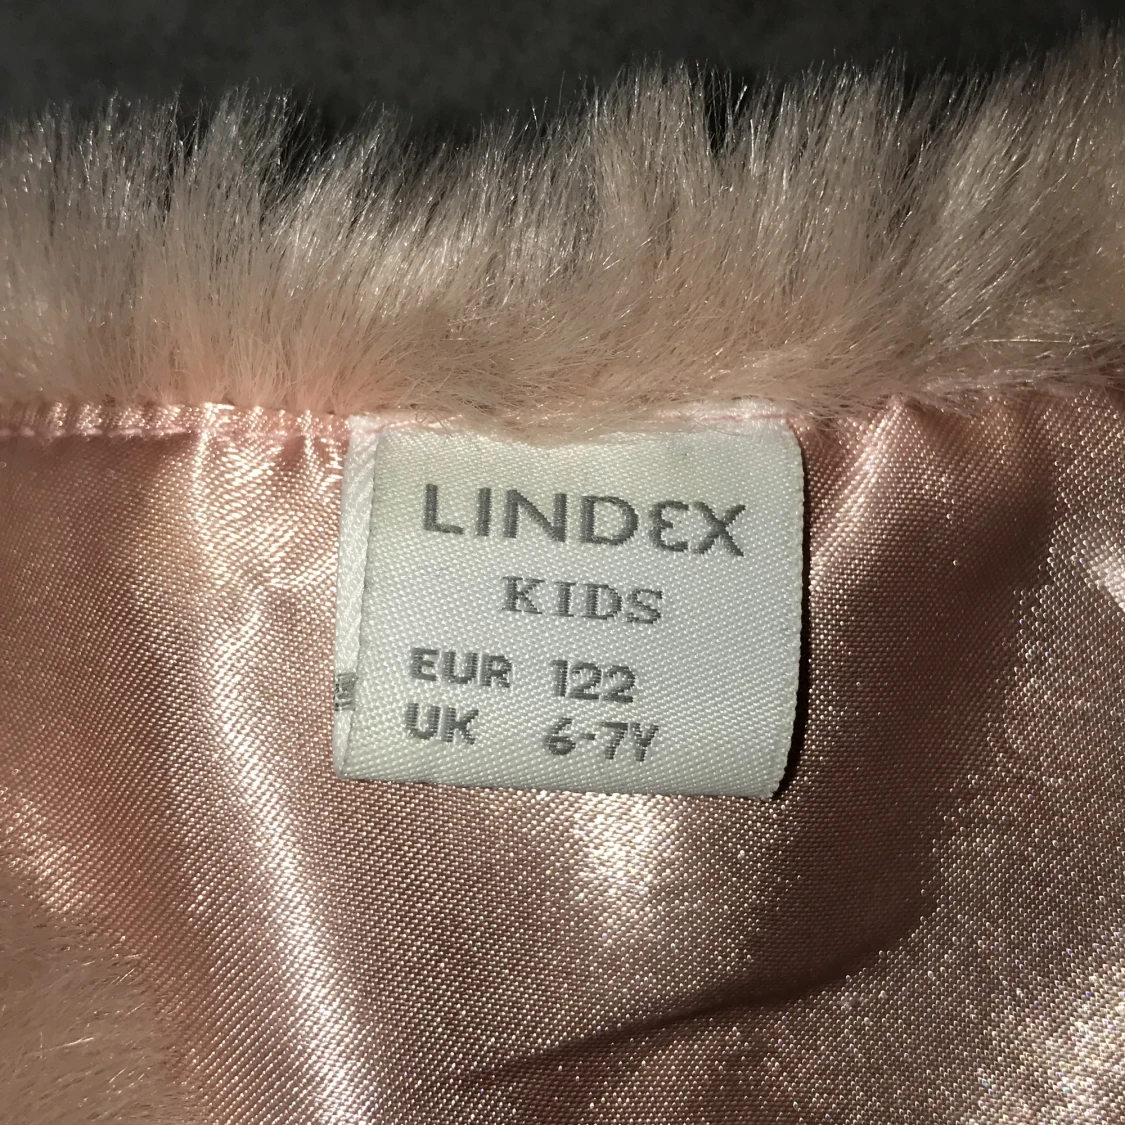 LINDEX
KIDS
EUR 122
UK 6-7Y